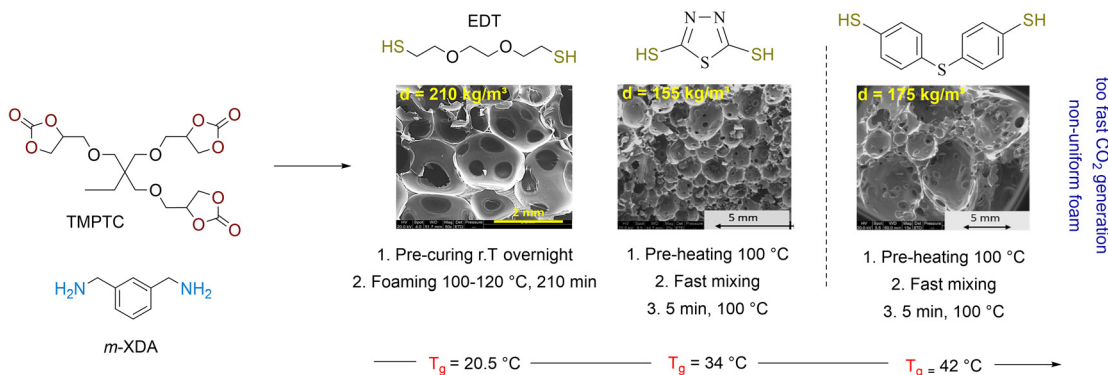 EDT
HS
O
O
SH
N
N
HS
S
SH
SH
HS
S
d = 210 kg/m³
d = 155 kg/m³
d = 175 kg/m³
2 mm
5 mm
5 mm
too fast CO2 generation
non-uniform foam
O
O
O
O
O
O
O
O
O
O
O
O
TMPTC
H2N
NH2
m-XDA
1. Pre-curing r.T overnight
2. Foaming 100-120 °C, 210 min
1. Pre-heating 100 °C
2. Fast mixing
3. 5 min, 100 °C
1. Pre-heating 100 °C
2. Fast mixing
3. 5 min, 100 °C
Tg = 20.5 °C
Tg = 34 °C
Tg = 42 °C